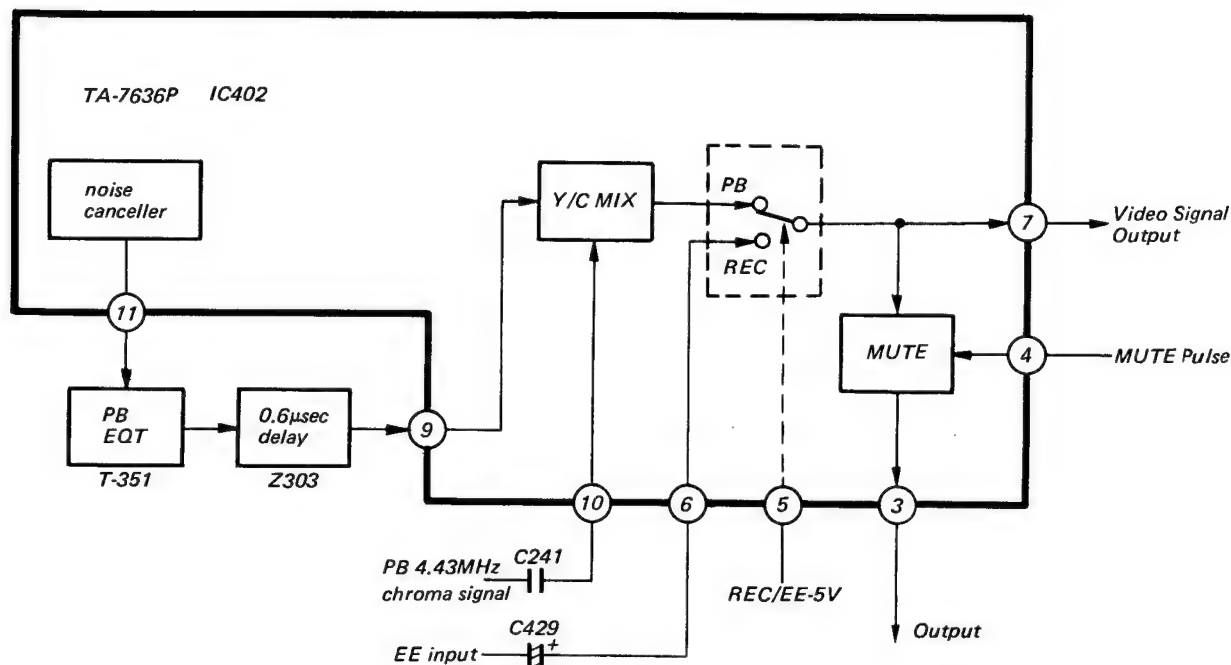 TA-7636P IC402
noise
canceller
Y/C MIX
PB
REC
7
Video Signal
Output
11
MUTE
4
MUTE Pulse
PB
EQT
T-351
0.6μsec
delay
Z303
9
10
6
5
3
PB 4.43MHz
chroma signal
C241
REC/EE-5V
C429
+
EE input
Output